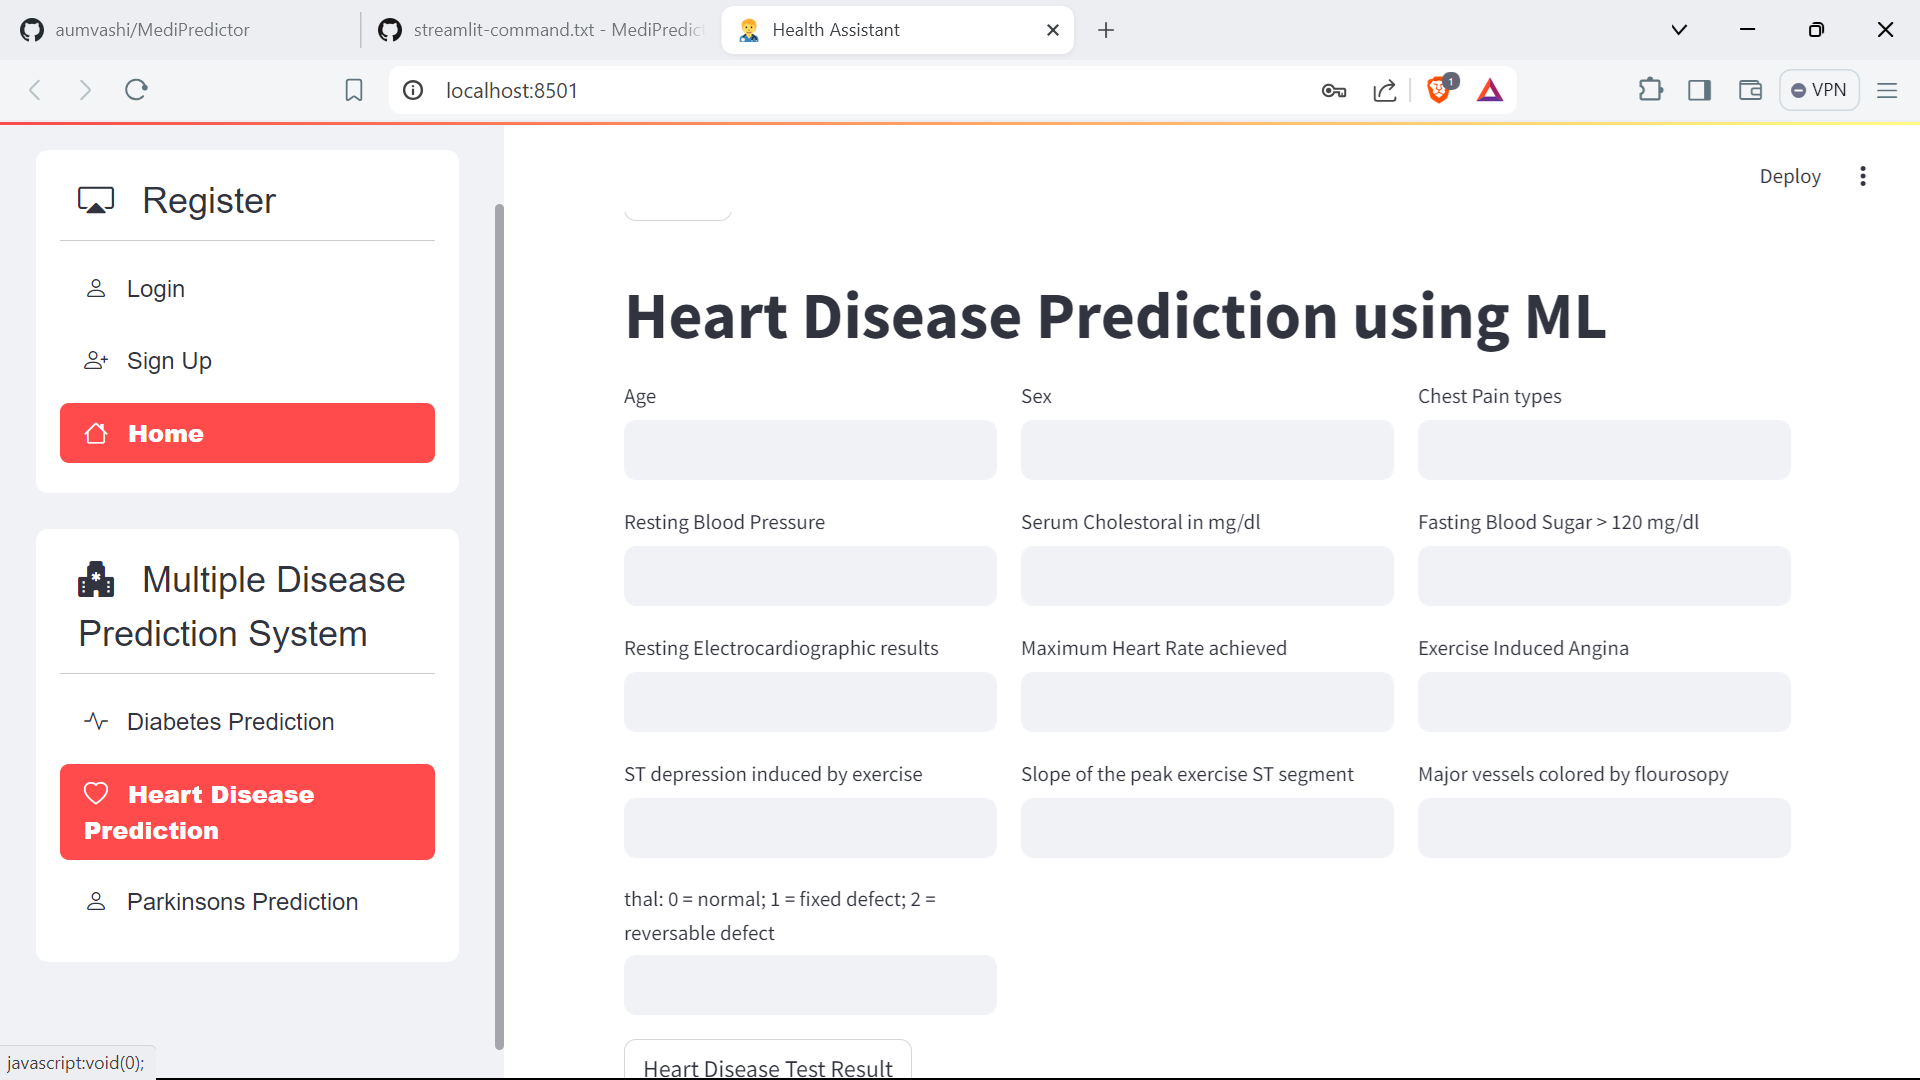 aumvashi/MediPredictor
streamlit-command.txt - MediPredic
Health Assistant
localhost:8501
1
VPN
Register
Login
Sign Up
Home
Multiple Disease
Prediction System
Diabetes Prediction
Heart Disease
Prediction
Parkinsons Prediction
javascript:void(0);
Deploy
Heart Disease Prediction using ML
Age
Sex
Chest Pain types
Resting Blood Pressure
Serum Cholestoral in mg/dl
Fasting Blood Sugar > 120 mg/dl
Resting Electrocardiographic results
Maximum Heart Rate achieved
Exercise Induced Angina
ST depression induced by exercise
Slope of the peak exercise ST segment
Major vessels colored by flourosopy
thal: 0 = normal; 1 = fixed defect; 2 =
reversable defect
Heart Disease Test Result